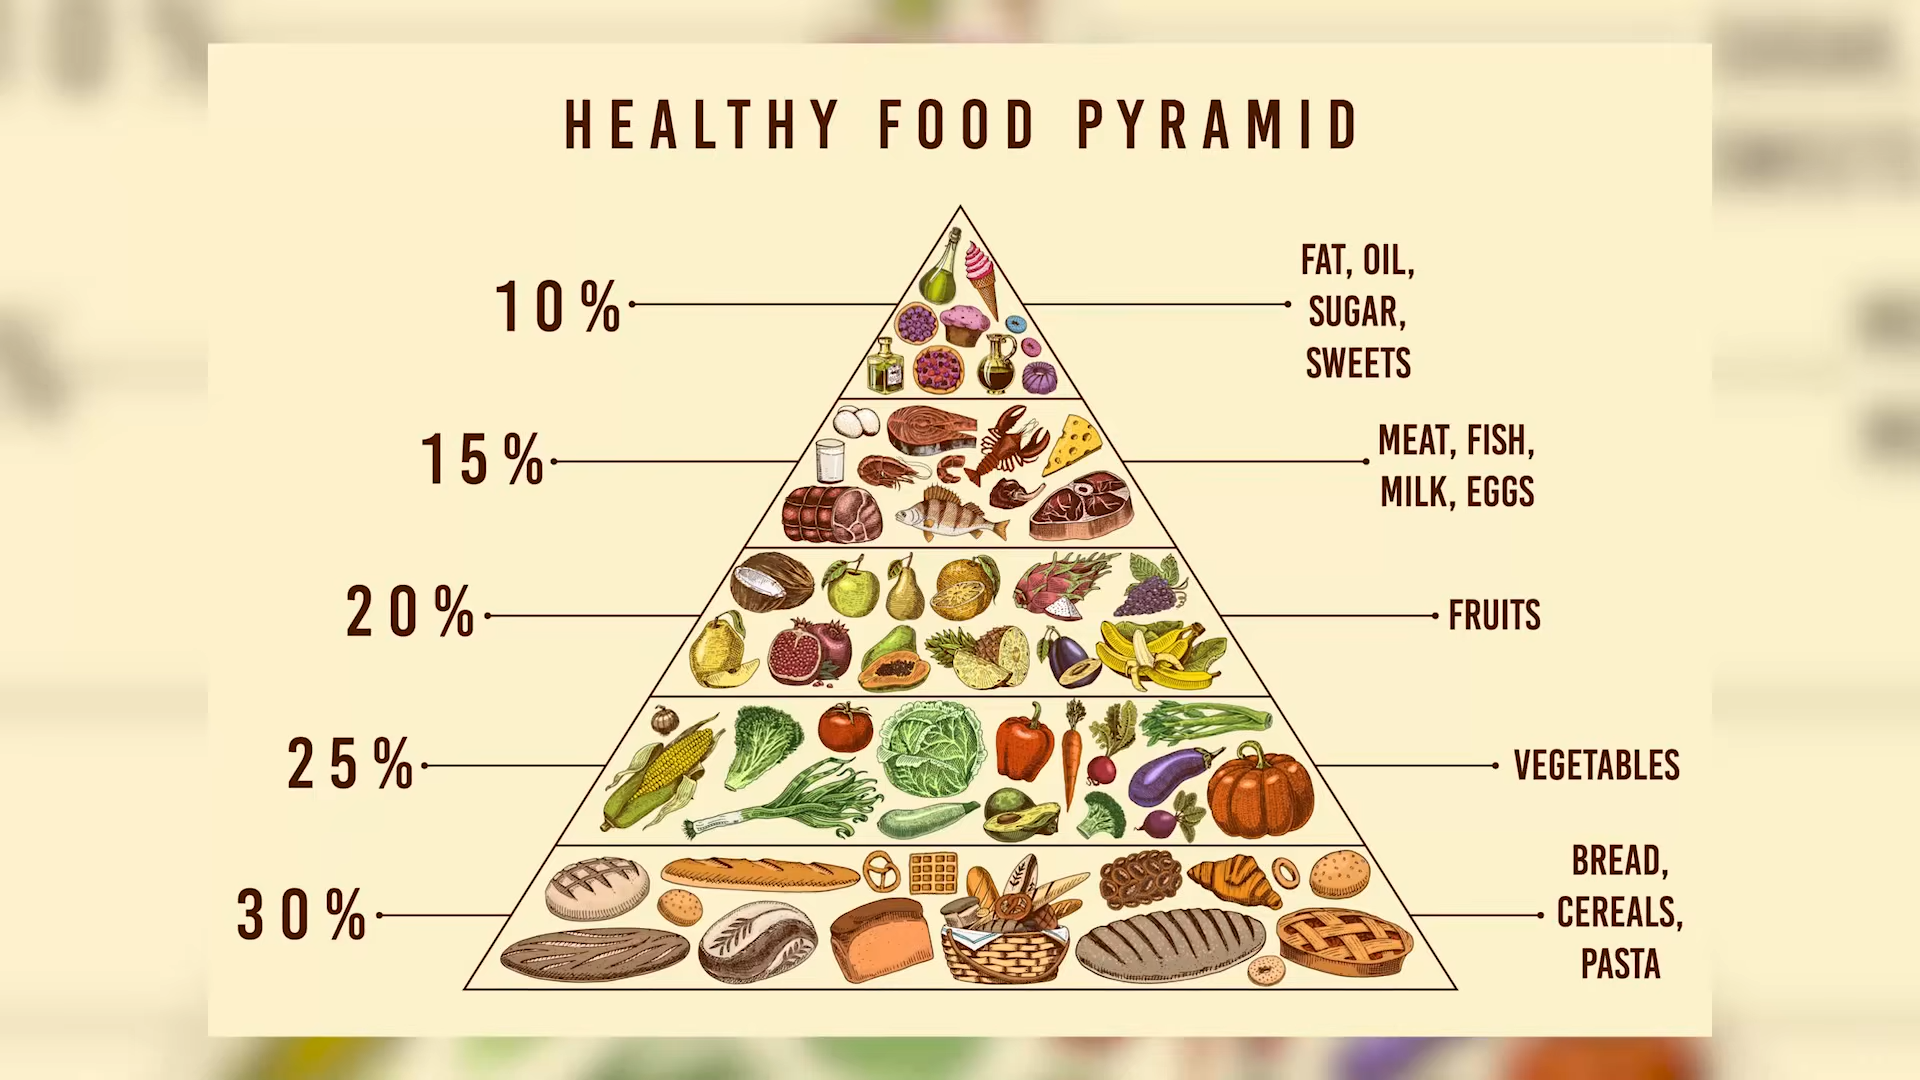 HEALTHY FOOD PYRAMID
10%
FAT, OIL,
SUGAR,
SWEETS
15%
MEAT, FISH,
MILK, EGGS
20%
FRUITS
25%
VEGETABLES
30%
BREAD,
CEREALS,
PASTA